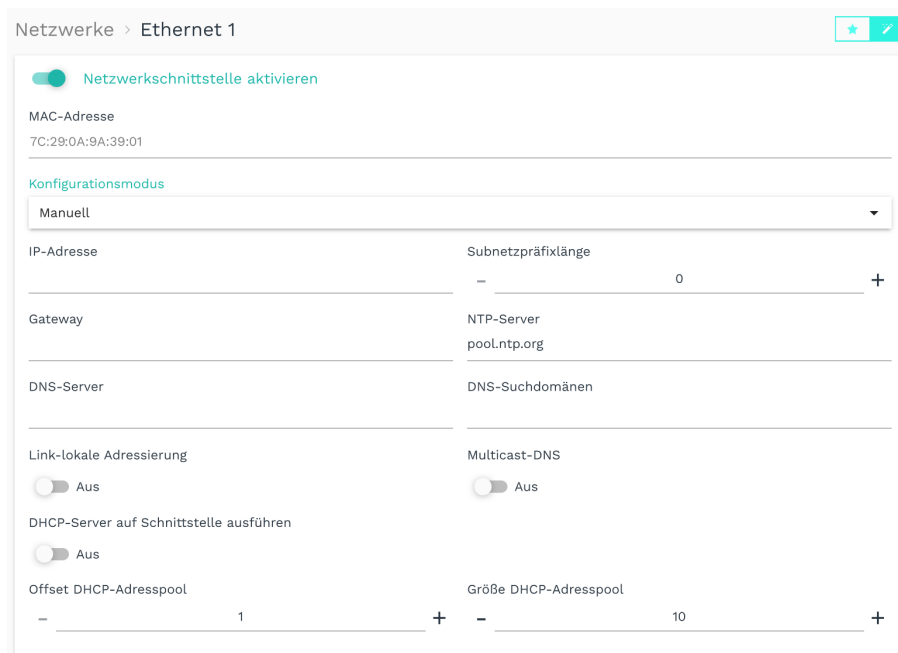 Netzwerke > Ethernet 1
Netzwerkschnittstelle aktivieren
MAC-Adresse
7C:29:0A:9A:39:01
Konfigurationsmodus
Manuell
IP-Adresse Subnetzpräfixlänge
– 0 +
Gateway NTP-Server
pool.ntp.org
DNS-Server DNS-Suchdomänen
Link-lokale Adressierung Multicast-DNS
Aus Aus
DHCP-Server auf Schnittstelle ausführen
Aus
Offset DHCP-Adresspool Größe DHCP-Adresspool
– 1 + – 10 +